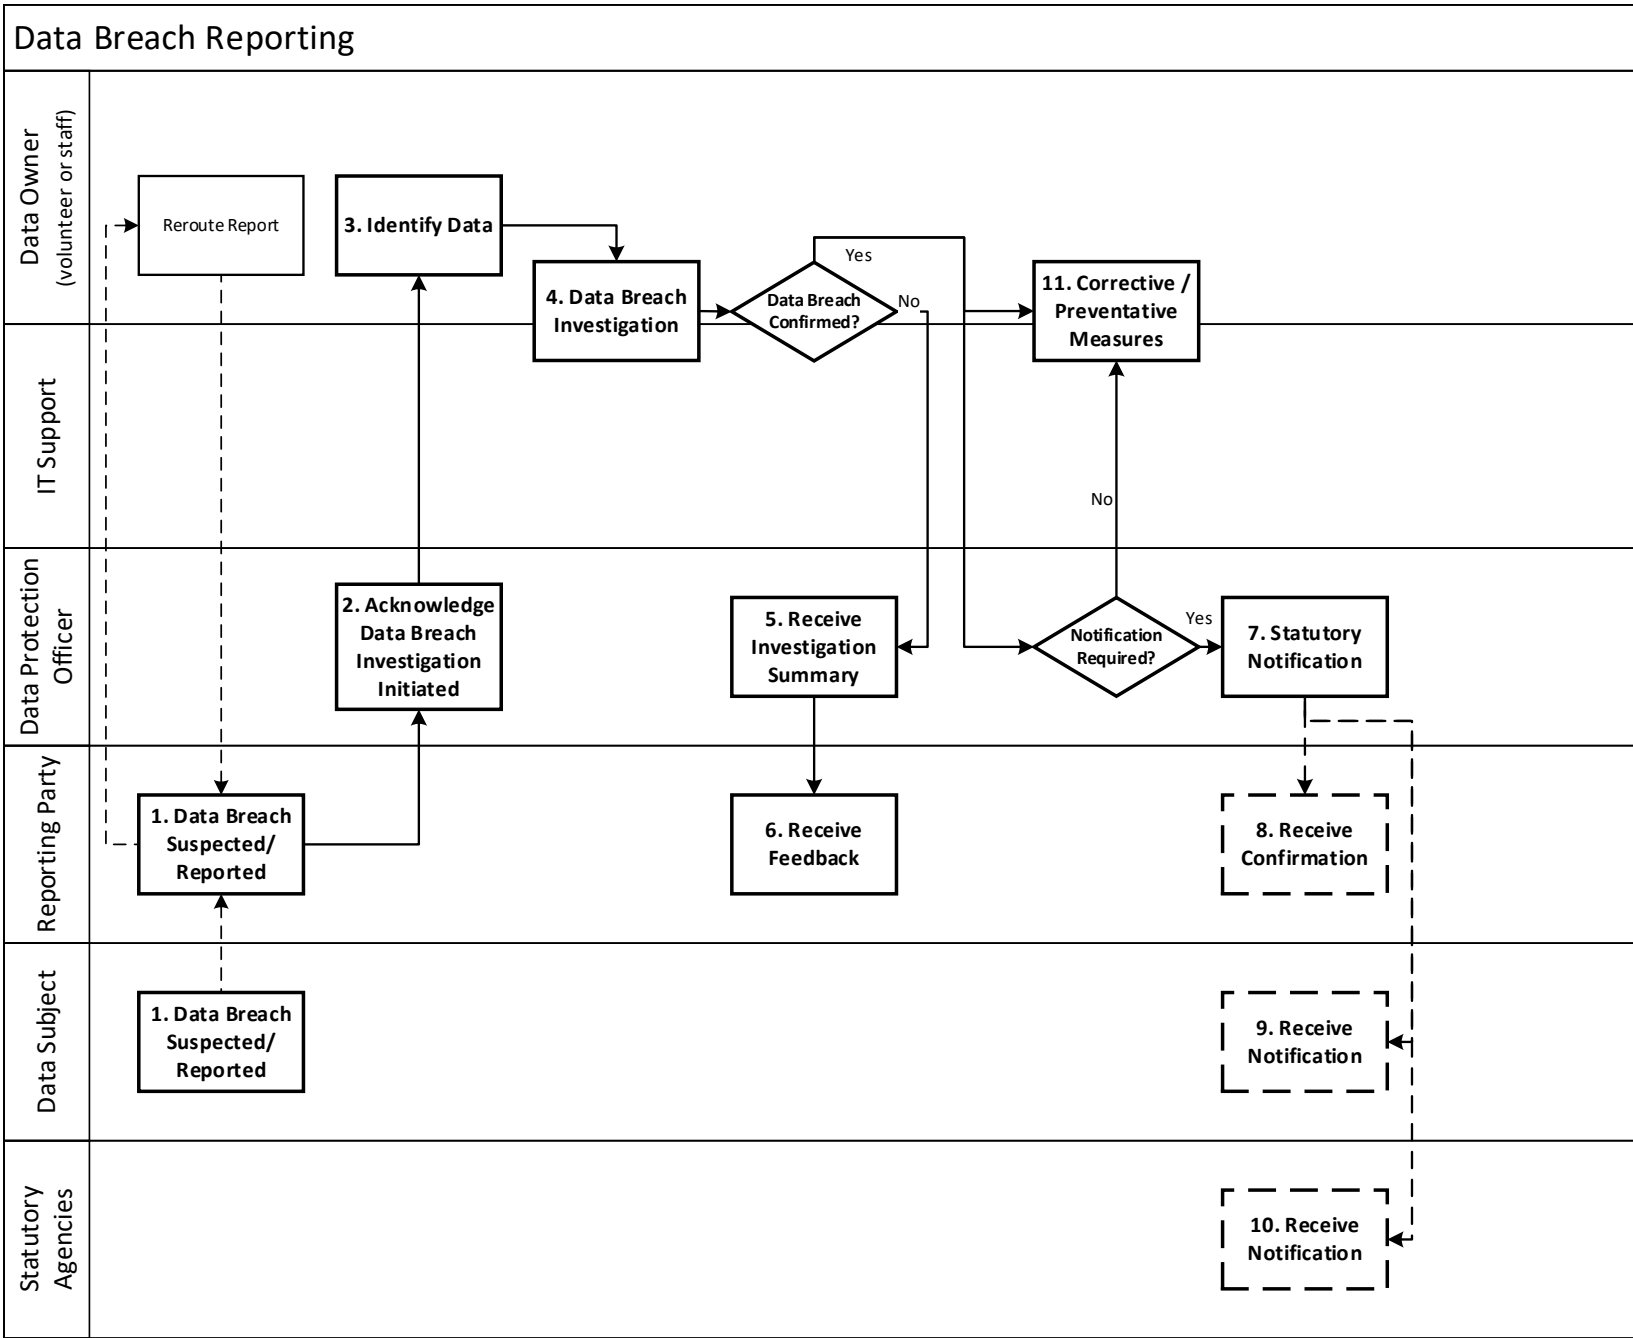 Data Breach Reporting
Data Owner
(volunteer or staff)
Reroute Report
3. Identify Data
4. Data Breach
Investigation
Data Breach
Confirmed?
Yes
No
11. Corrective /
Preventative
Measures
IT Support
No
Data Protection
Officer
2. Acknowledge
Data Breach
Investigation
Initiated
5. Receive
Investigation
Summary
Notification
Required?
Yes
7. Statutory
Notification
Reporting Party
1. Data Breach
Suspected/
Reported
6. Receive
Feedback
8. Receive
Confirmation
Data Subject
1. Data Breach
Suspected/
Reported
9. Receive
Notification
Statutory
Agencies
10. Receive
Notification